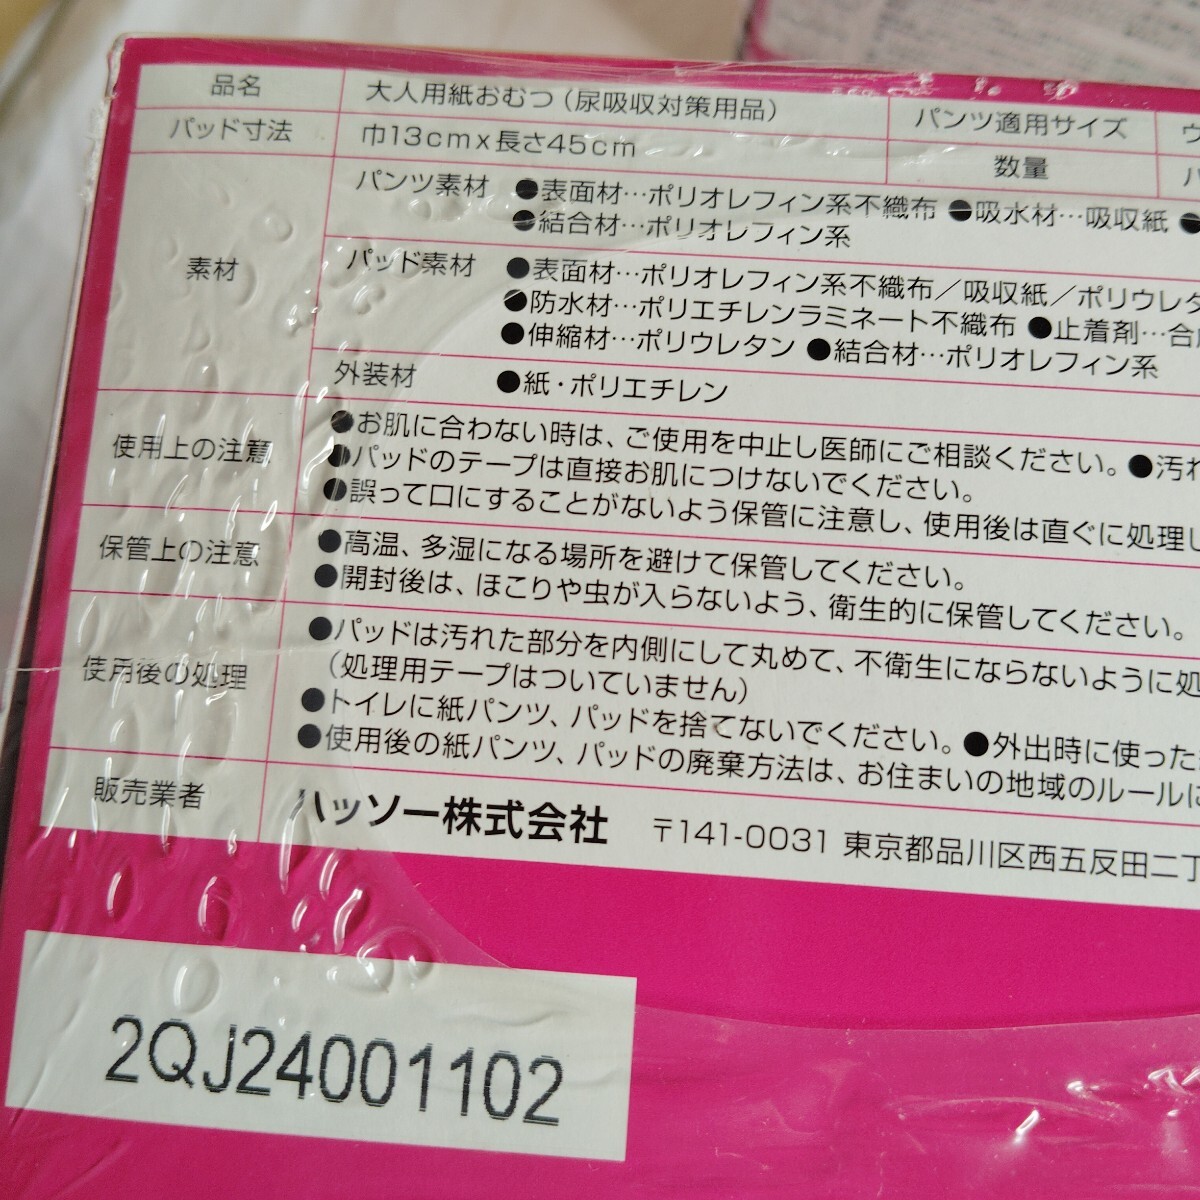 品名 大人用紙おむつ（尿吸収対策用品） パンツ適用サイズ
パッド寸法 巾13cm×長さ45cm 数量
素材
パンツ素材 ●表面材…ポリオレフィン系不織布 ●吸水材…吸収紙 ●
●結合材…ポリオレフィン系
パッド素材 ●表面材…ポリオレフィン系不織布／吸収紙／ポリウレタ
●防水材…ポリエチレンラミネート不織布 ●止着剤…合
●伸縮材…ポリウレタン ●結合材…ポリオレフィン系
外装材 ●紙・ポリエチレン
使用上の注意
●お肌に合わない時は、ご使用を中止し医師にご相談ください。●汚れ
●パッドのテープは直接お肌につけないでください。
●誤って口にすることがないよう保管に注意し、使用後は直ぐに処理し
保管上の注意
●高温、多湿になる場所を避けて保管してください。
●開封後は、ほこりや虫が入らないよう、衛生的に保管してください。
使用後の処理
●パッドは汚れた部分を内側にして丸めて、不衛生にならないように処
（処理用テープはついていません）
●トイレに紙パンツ、パッドを捨てないでください。●外出時に使った
●使用後の紙パンツ、パッドの廃棄方法は、お住まいの地域のルールに
販売業者 ハッソー株式会社 〒141-0031 東京都品川区西五反田二丁
2QJ24001102